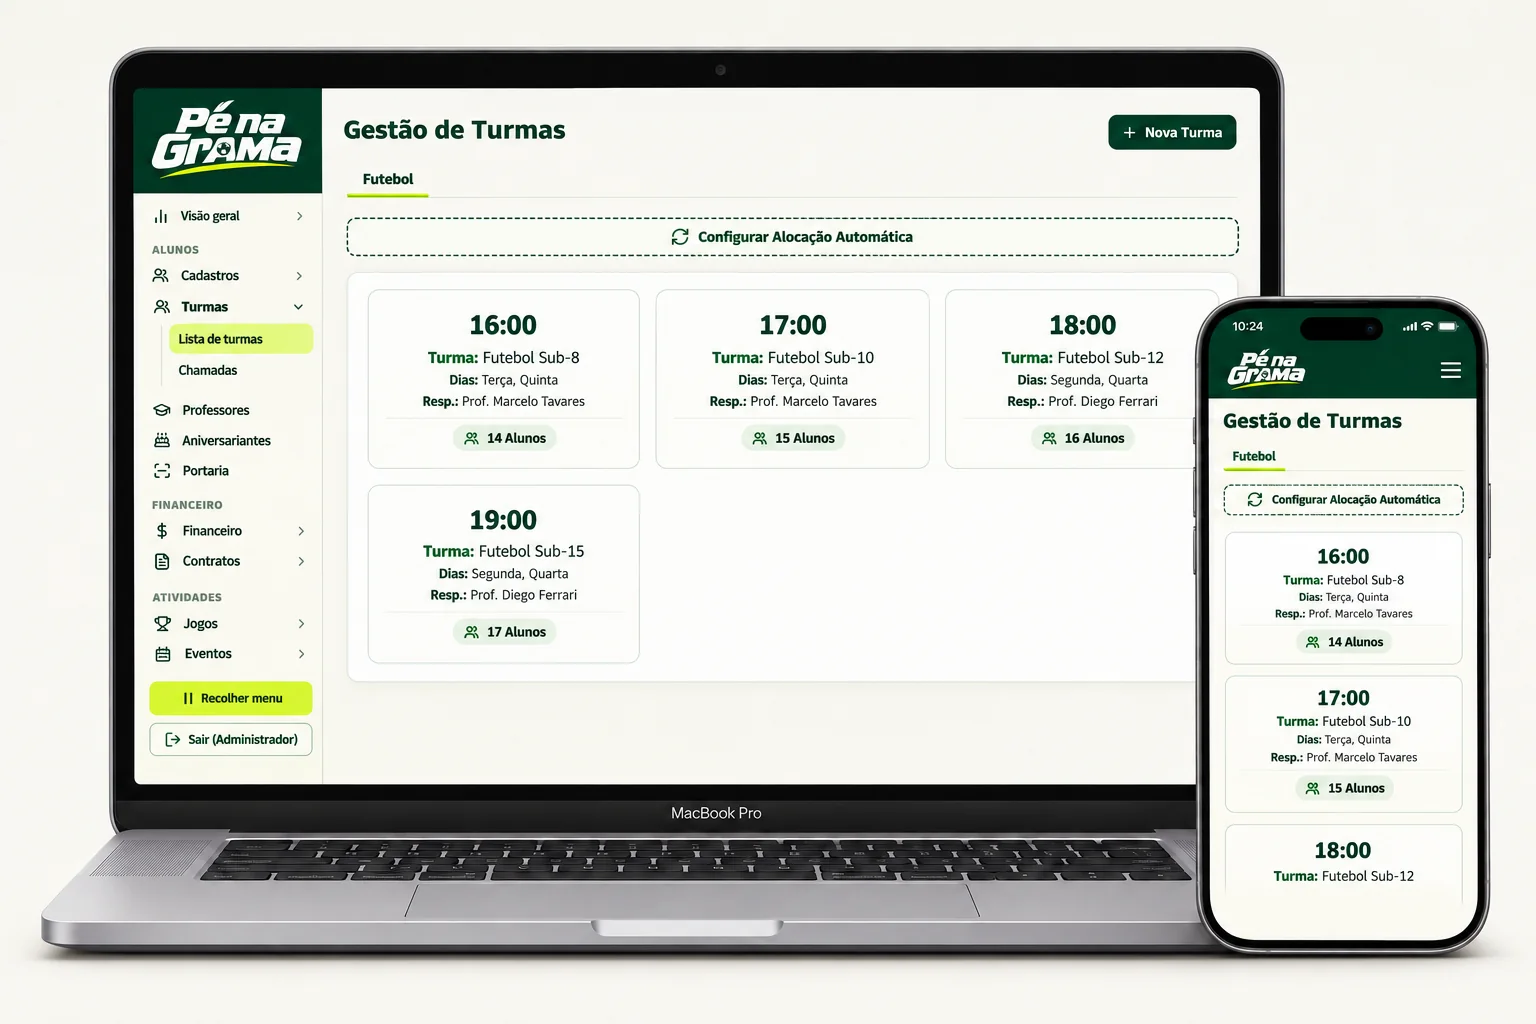 Pé na
Grama
Visão geral
ALUNOS
Cadastros
Turmas
Lista de turmas
Chamadas
Professores
Aniversariantes
Portaria
FINANCEIRO
Financeiro
Contratos
ATIVIDADES
Jogos
Eventos
Recolher menu
Sair (Administrador)
Gestão de Turmas
+ Nova Turma
Futebol
Configurar Alocação Automática
16:00
Turma: Futebol Sub-8
Dias: Terça, Quinta
Resp.: Prof. Marcelo Tavares
14 Alunos
17:00
Turma: Futebol Sub-10
Dias: Terça, Quinta
Resp.: Prof. Marcelo Tavares
15 Alunos
18:00
Turma: Futebol Sub-12
Dias: Segunda, Quarta
Resp.: Prof. Diego Ferrari
16 Alunos
19:00
Turma: Futebol Sub-15
Dias: Segunda, Quarta
Resp.: Prof. Diego Ferrari
17 Alunos
MacBook Pro
10:24
Pé na
Grama
Gestão de Turmas
Futebol
Configurar Alocação Automática
16:00
Turma: Futebol Sub-8
Dias: Terça, Quinta
Resp.: Prof. Marcelo Tavares
14 Alunos
17:00
Turma: Futebol Sub-10
Dias: Terça, Quinta
Resp.: Prof. Marcelo Tavares
15 Alunos
18:00
Turma: Futebol Sub-12